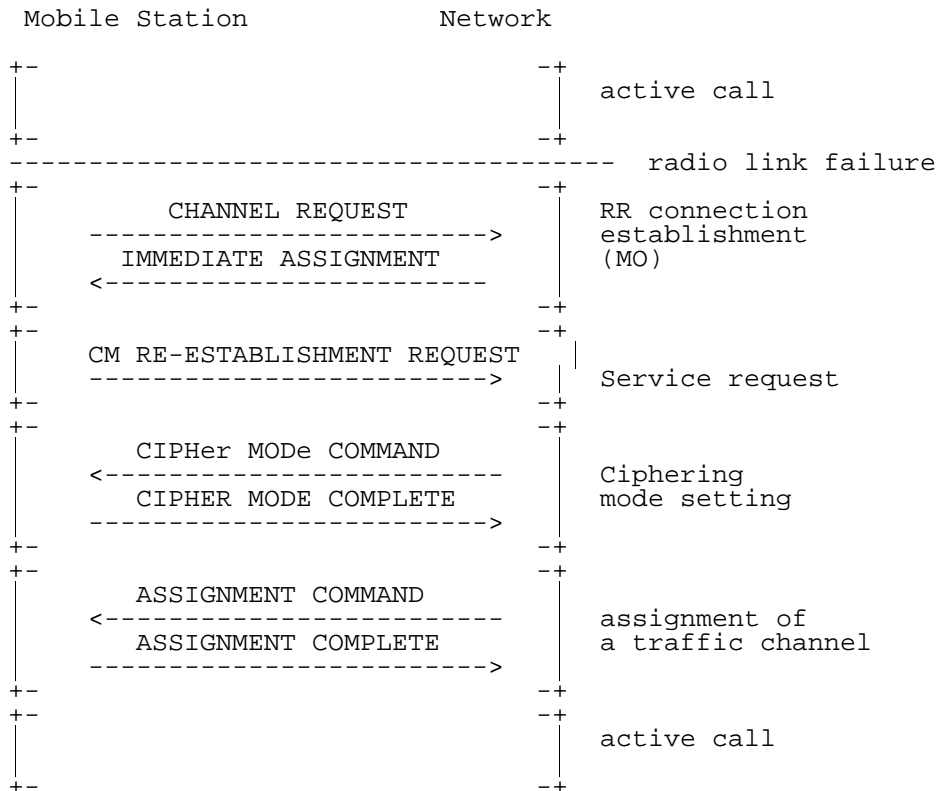 Mobile Station Network
active call
radio link failure
CHANNEL REQUEST RR connection
establishment
IMMEDIATE ASSIGNMENT (MO)
CM RE-ESTABLISHMENT REQUEST
Service request
CIPHer MODe COMMAND
Ciphering
CIPHER MODE COMPLETE mode setting
ASSIGNMENT COMMAND
assignment of
ASSIGNMENT COMPLETE a traffic channel
active call